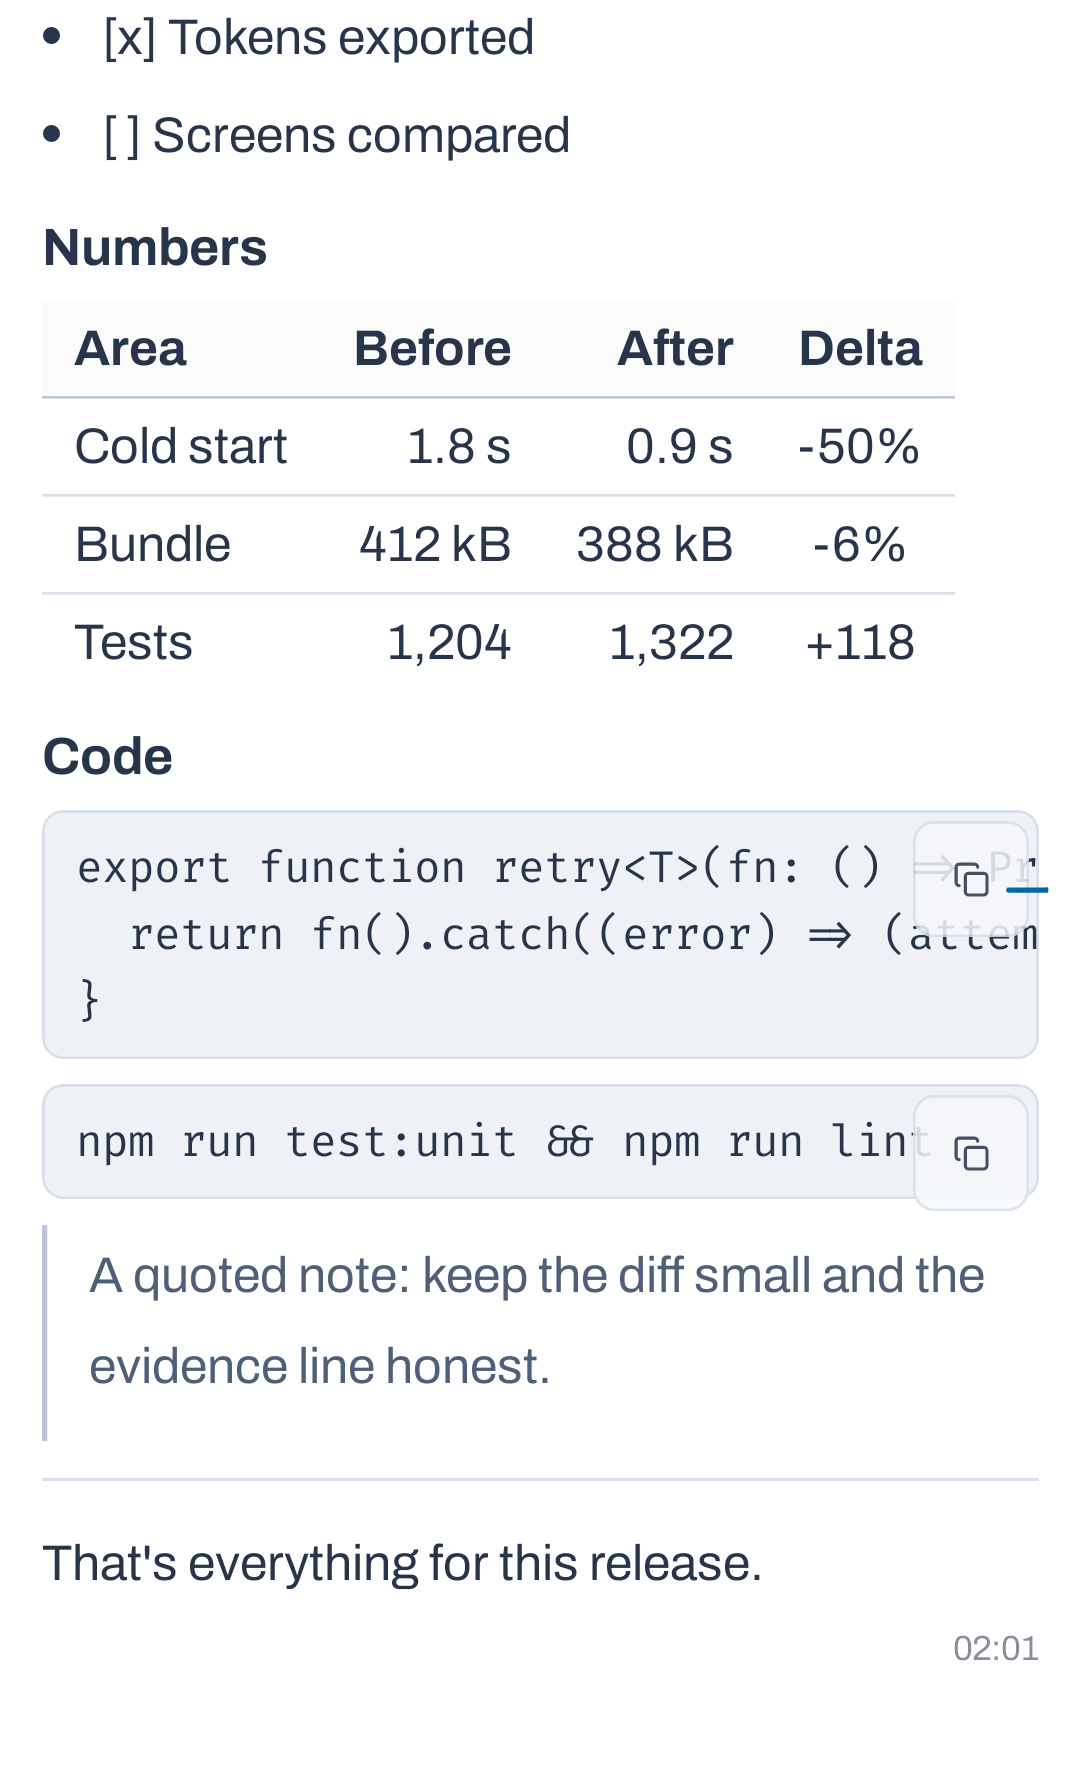 [x] Tokens exported
[ ] Screens compared
Numbers
Area Before After Delta
Cold start 1.8 s 0.9 s -50%
Bundle 412 kB 388 kB -6%
Tests 1,204 1,322 +118
Code
export function retry<T>(fn: () => Pr
  return fn().catch((error) => (attem
}
npm run test:unit && npm run lint
A quoted note: keep the diff small and the
evidence line honest.
That's everything for this release.
02:01